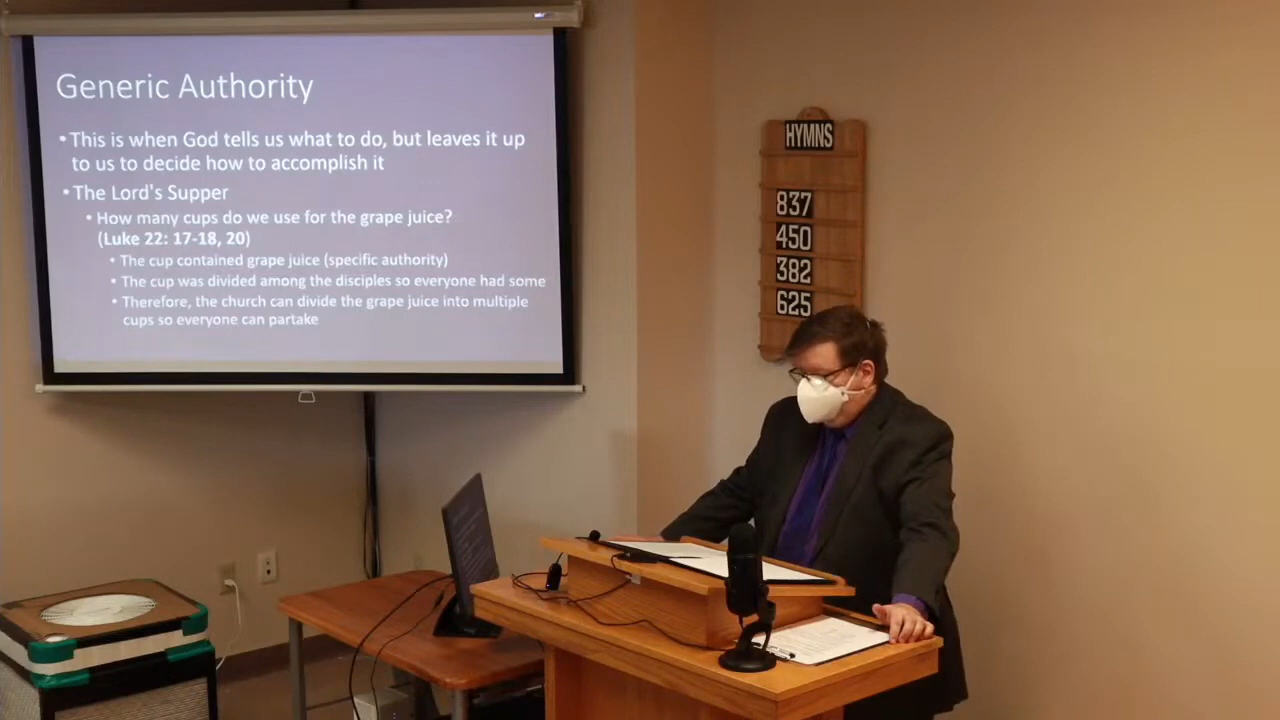 Generic Authority
• This is when God tells us what to do, but leaves it up
to us to decide how to accomplish it
• The Lord's Supper
• How many cups do we use for the grape juice?
(Luke 22: 17-18, 20)
• The cup contained grape juice (specific authority)
• The cup was divided among the disciples so everyone had some
• Therefore, the church can divide the grape juice into multiple
cups so everyone can partake
HYMNS
837
450
382
625